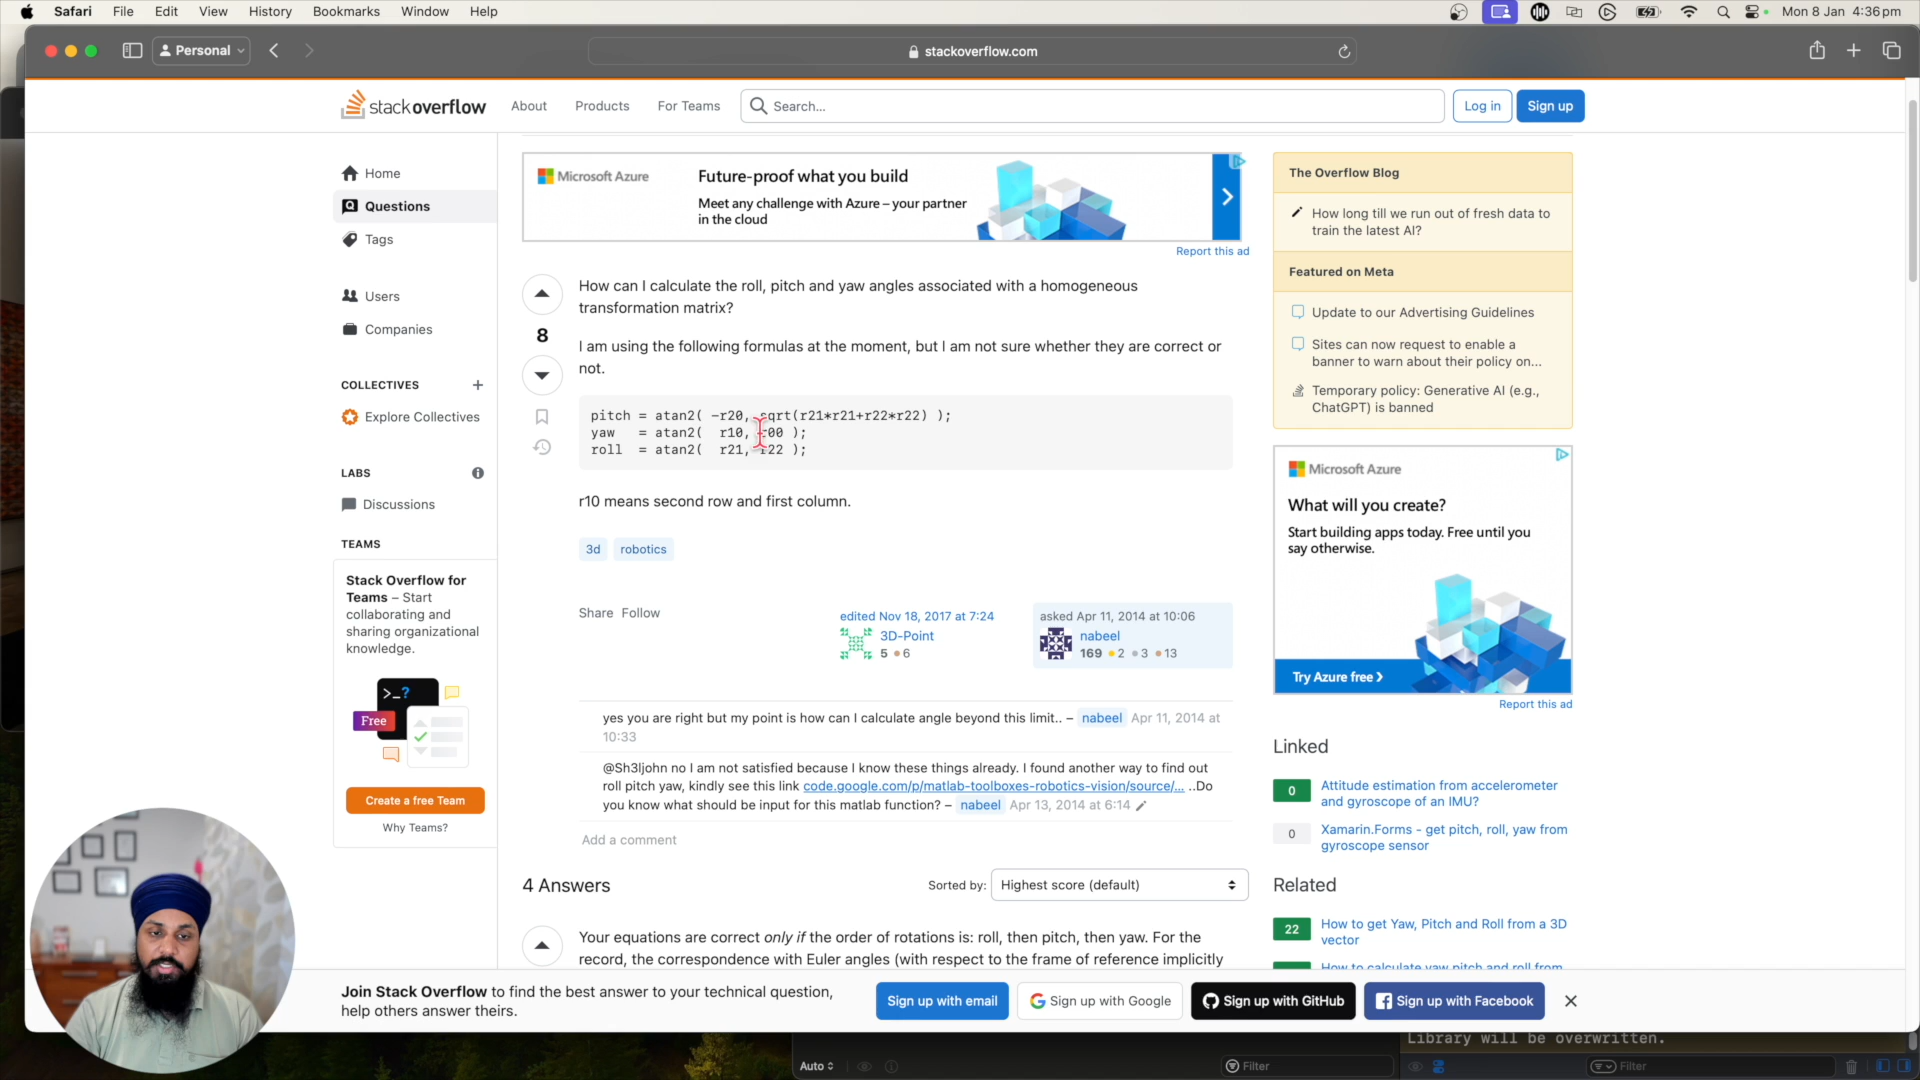 Safari File Edit View History Bookmarks Window Help
Mon 8 Jan 4:36 pm
Personal
stackoverflow.com
stackoverflow
About Products For Teams
Search...
Log in Sign up
Home
Questions
Tags
Users
Companies
COLLECTIVES
Explore Collectives
LABS
Discussions
TEAMS
Stack Overflow for
Teams – Start
collaborating and
sharing organizational
knowledge.
>_?
Free
Create a free Team
Why Teams?
Microsoft Azure
Future-proof what you build
Meet any challenge with Azure – your partner
in the cloud
Report this ad
How can I calculate the roll, pitch and yaw angles associated with a homogeneous
transformation matrix?
8
I am using the following formulas at the moment, but I am not sure whether they are correct or
not.
pitch = atan2( -r20, sqrt(r21*r21+r22*r22) );
yaw = atan2( r10, r00 );
roll = atan2( r21, r22 );
r10 means second row and first column.
3d robotics
Share Follow
edited Nov 18, 2017 at 7:24
3D-Point
5 6
asked Apr 11, 2014 at 10:06
nabeel
169 2 3 13
yes you are right but my point is how can I calculate angle beyond this limit.. – nabeel Apr 11, 2014 at
10:33
@Sh3ljohn no I am not satisfied because I know these things already. I found another way to find out
roll pitch yaw, kindly see this link code.google.com/p/matlab-toolboxes-robotics-vision/source/… ..Do
you know what should be input for this matlab function? – nabeel Apr 13, 2014 at 6:14
Add a comment
4 Answers
Sorted by: Highest score (default)
Your equations are correct only if the order of rotations is: roll, then pitch, then yaw. For the
record, the correspondence with Euler angles (with respect to the frame of reference implicitly
The Overflow Blog
How long till we run out of fresh data to
train the latest AI?
Featured on Meta
Update to our Advertising Guidelines
Sites can now request to enable a
banner to warn about their policy on...
Temporary policy: Generative AI (e.g.,
ChatGPT) is banned
Microsoft Azure
What will you create?
Start building apps today. Free until you
say otherwise.
Try Azure free
Report this ad
Linked
0 Attitude estimation from accelerometer
and gyroscope of an IMU?
0 Xamarin.Forms - get pitch, roll, yaw from
gyroscope sensor
Related
22 How to get Yaw, Pitch and Roll from a 3D
vector
How to calculate yaw pitch and roll from
Join Stack Overflow to find the best answer to your technical question,
help others answer theirs.
Sign up with email
Sign up with Google
Sign up with GitHub
Sign up with Facebook
Library will be overwritten.
Auto
Filter
Filter